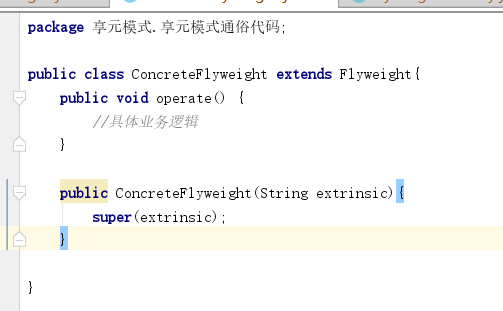 package 享元模式.享元模式通俗代码;
public class ConcreteFlyweight extends Flyweight{
public void operate() {
//具体业务逻辑
}
public ConcreteFlyweight(String extrinsic){
super(extrinsic);
}
}